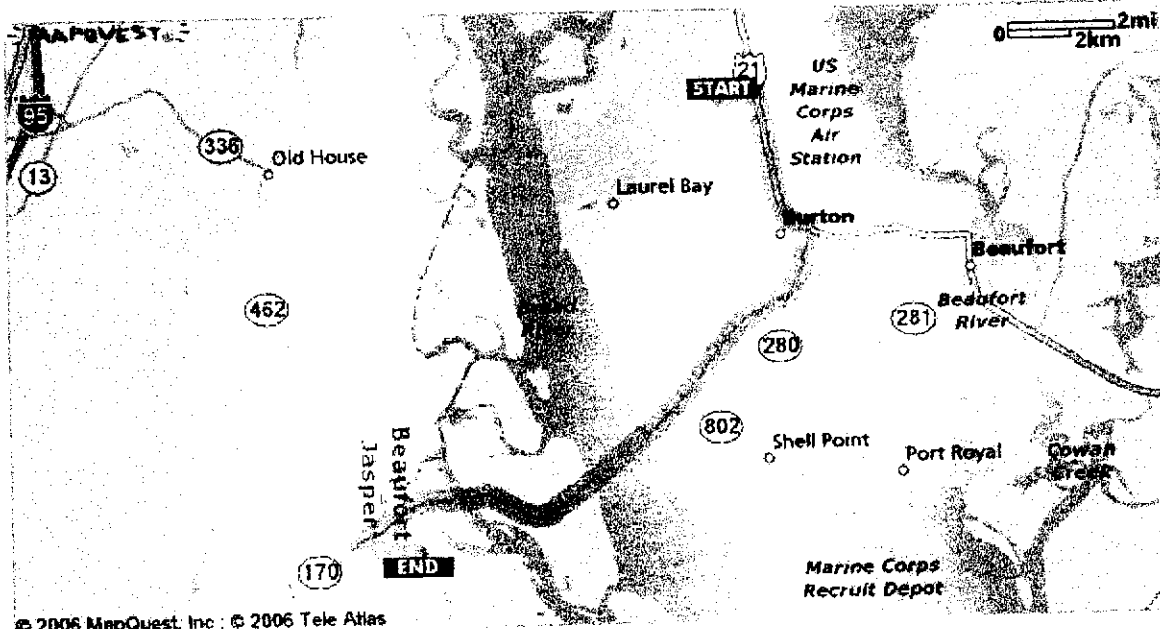 MAPQUEST
0 2mi
2km
21
START
US
Marine
Corps
Air
Station
95
336
Old House
13
Laurel Bay
Burton
Beaufort
462
Beaufort
River
281
280
802
Shell Point
Port Royal
Cowan
Creek
Beaufort
Jasper
170
END
Marine Corps
Recruit Depot
© 2006 MapQuest, Inc ; © 2006 Tele Atlas